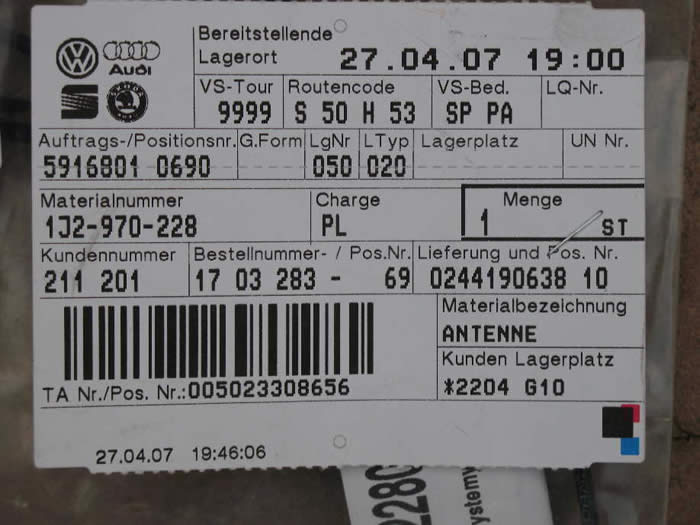 Bereitstellende
Lagerort 27.04.07 19:00
Audi
VS-Tour Routencode VS-Bed. LQ-Nr.
9999 S 50 H 53 SP PA
Auftrags-/Positionsnr. G.Form LgNr LTyp Lagerplatz UN Nr.
5916801 0690 050 020
Materialnummer Charge Menge
1J2-970-228 PL 1 ST
Kundennummer Bestellnummer- / Pos.Nr. Lieferung und Pos. Nr.
211 201 17 03 283 - 69 0244190638 10
Materialbezeichnung
ANTENNE
Kunden Lagerplatz
TA Nr./Pos. Nr.:005023308656 *2204 G10
27.04.07 19:46:06